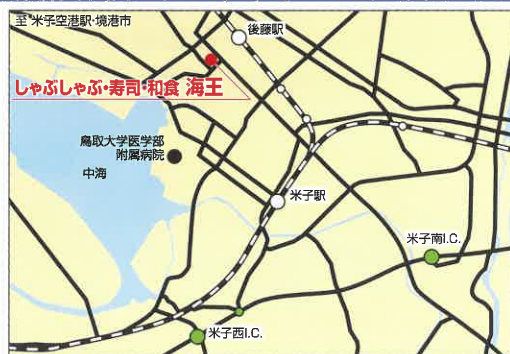 至 米子空港駅・境港市
後藤駅
しゃぶしゃぶ・寿司・和食 海王
鳥取大学医学部
附属病院
中海
米子駅
米子南I.C.
米子西I.C.